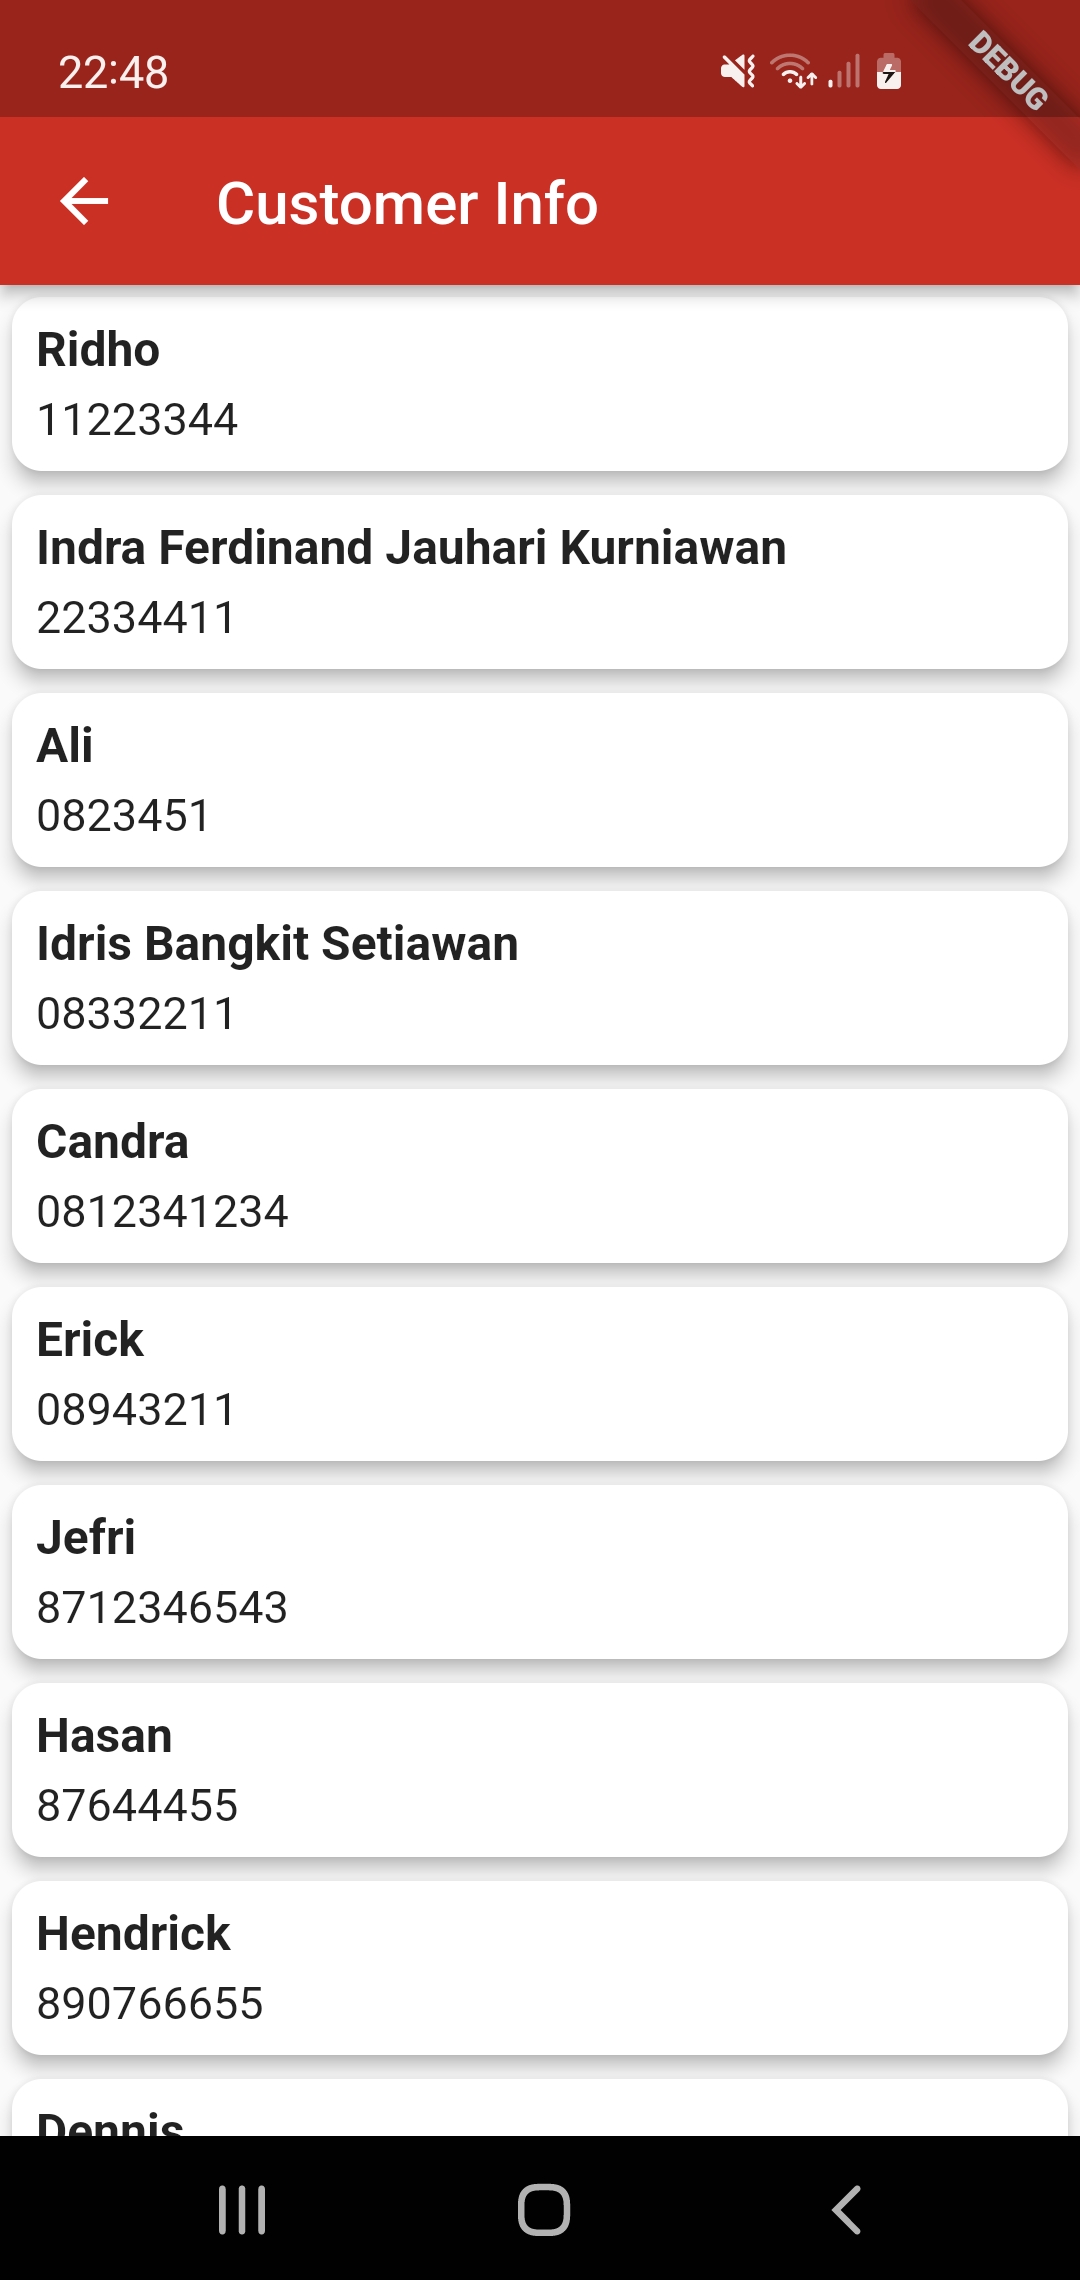 22:48
DEBUG
Customer Info
Ridho
11223344
Indra Ferdinand Jauhari Kurniawan
22334411
Ali
0823451
Idris Bangkit Setiawan
08332211
Candra
0812341234
Erick
08943211
Jefri
8712346543
Hasan
87644455
Hendrick
890766655
Dennis